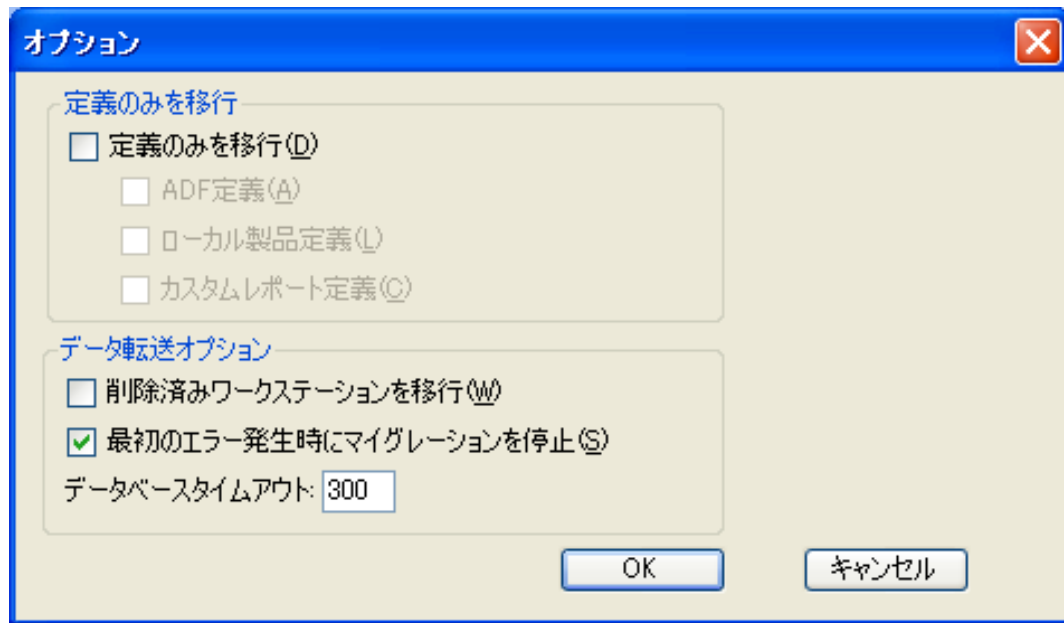 オプション
定義のみを移行
定義のみを移行(D)
ADF定義(A)
ローカル製品定義(L)
カスタムレポート定義(C)
データ転送オプション
削除済みワークステーションを移行(W)
最初のエラー発生時にマイグレーションを停止(S)
データベースタイムアウト: 300
OK キャンセル